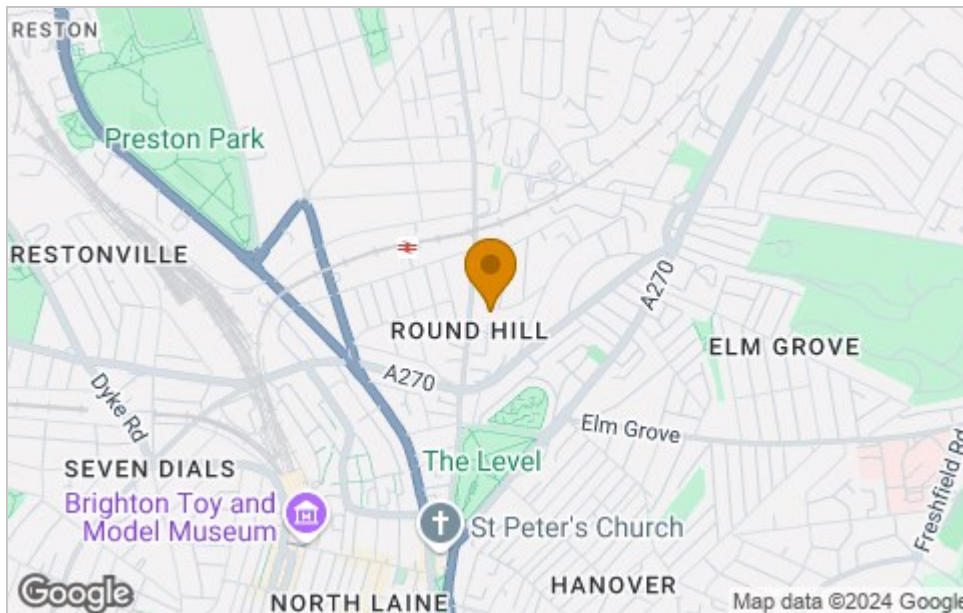 RESTON
Preston Park
RESTONVILLE
ROUND HILL
A270
ELM GROVE
A270
Dyke Rd
Elm Grove
SEVEN DIALS
The Level
Brighton Toy and
Model Museum
St Peter's Church
Freshfield Rd
HANOVER
NORTH LAINE
Google
Map data ©2024 Google